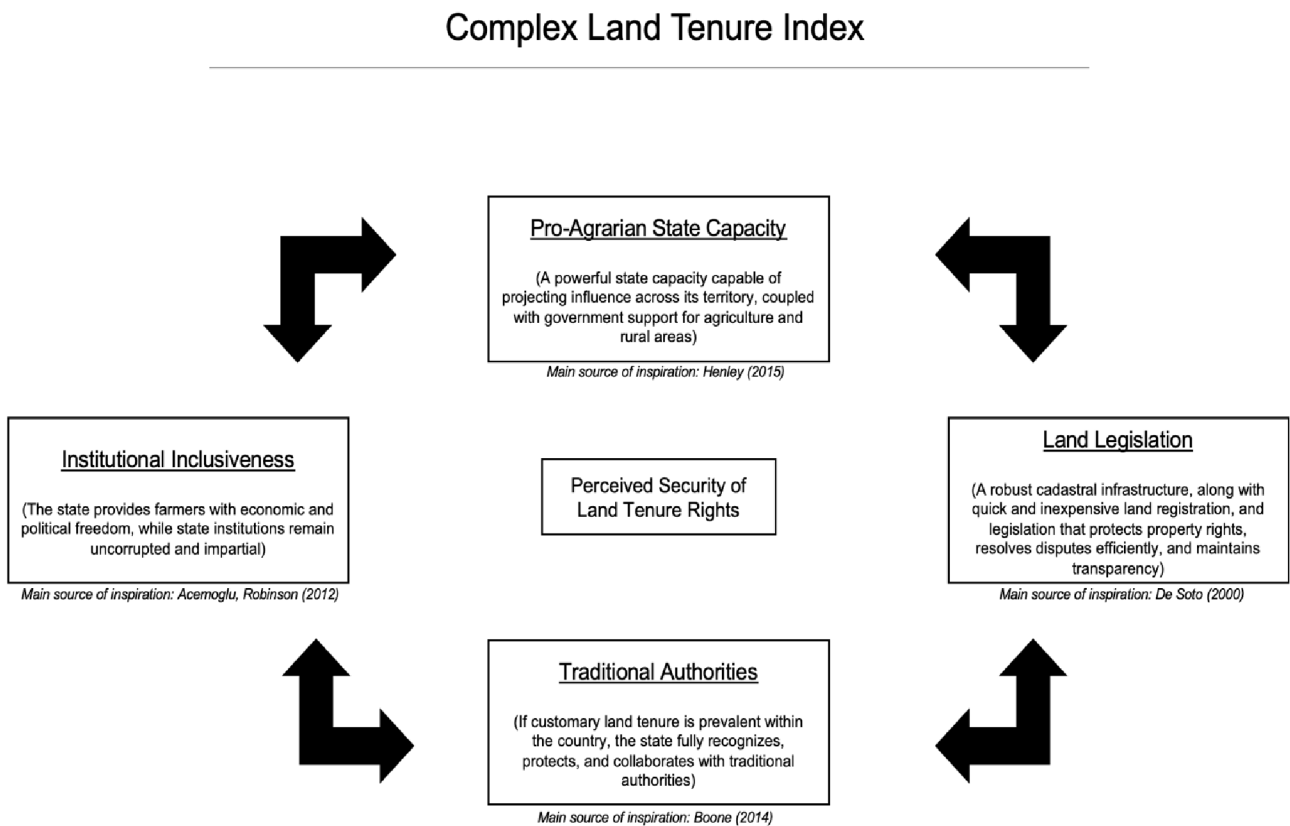 Complex Land Tenure Index
Pro-Agrarian State Capacity
(A powerful state capacity capable of
projecting influence across its territory, coupled
with government support for agriculture and
rural areas)
Main source of inspiration: Henley (2015)
Institutional Inclusiveness
(The state provides farmers with economic and
political freedom, while state institutions remain
uncorrupted and impartial)
Main source of inspiration: Acemoglu, Robinson (2012)
Perceived Security of
Land Tenure Rights
Land Legislation
(A robust cadastral infrastructure, along with
quick and inexpensive land registration, and
legislation that protects property rights,
resolves disputes efficiently, and maintains
transparency)
Main source of inspiration: De Soto (2000)
Traditional Authorities
(If customary land tenure is prevalent within
the country, the state fully recognizes,
protects, and collaborates with traditional
authorities)
Main source of inspiration: Boone (2014)